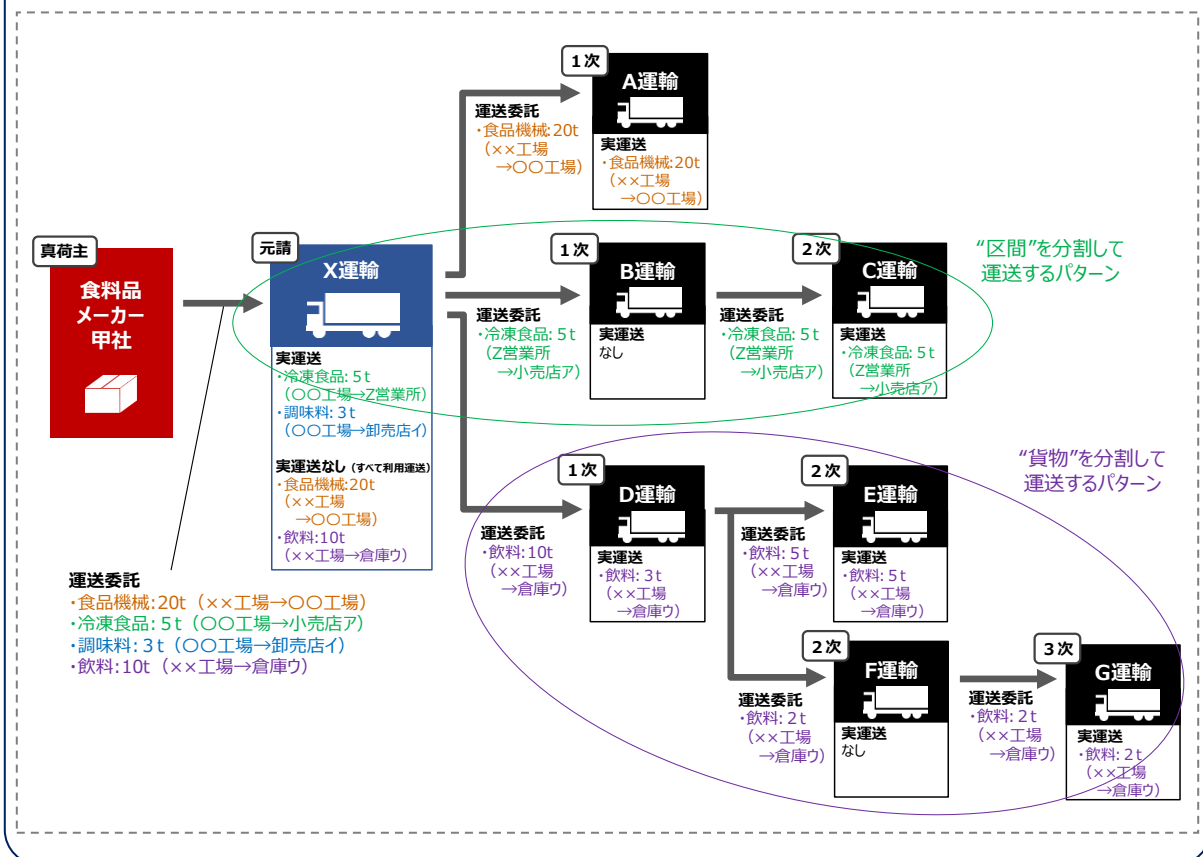 1次
A運輸
運送委託
・食品機械:20t
(××工場
→〇〇工場)
実運送
・食品機械:20t
(××工場
→〇〇工場)
真荷主
食料品
メーカー
甲社
元請
X運輸
実運送
・冷凍食品:5t
(〇〇工場→Z営業所)
・調味料:3t
(〇〇工場→卸売店イ)
実運送なし(すべて利用運送)
・食品機械:20t
(××工場
→〇〇工場)
・飲料:10t
(××工場→倉庫ウ)
運送委託
・食品機械:20t(××工場→〇〇工場)
・冷凍食品:5t(〇〇工場→小売店ア)
・調味料:3t(〇〇工場→卸売店イ)
・飲料:10t(××工場→倉庫ウ)
1次
B運輸
運送委託
・冷凍食品:5t
(Z営業所
→小売店ア)
実運送
なし
2次
C運輸
運送委託
・冷凍食品:5t
(Z営業所
→小売店ア)
実運送
・冷凍食品:5t
(Z営業所
→小売店ア)
“区間”を分割して
運送するパターン
“貨物”を分割して
運送するパターン
1次
D運輸
運送委託
・飲料:10t
(××工場
→倉庫ウ)
実運送
・飲料:3t
(××工場
→倉庫ウ)
2次
E運輸
運送委託
・飲料:5t
(××工場
→倉庫ウ)
実運送
・飲料:5t
(××工場
→倉庫ウ)
2次
F運輸
運送委託
・飲料:2t
(××工場
→倉庫ウ)
実運送
なし
3次
G運輸
運送委託
・飲料:2t
(××工場
→倉庫ウ)
実運送
・飲料:2t
(××工場
→倉庫ウ)